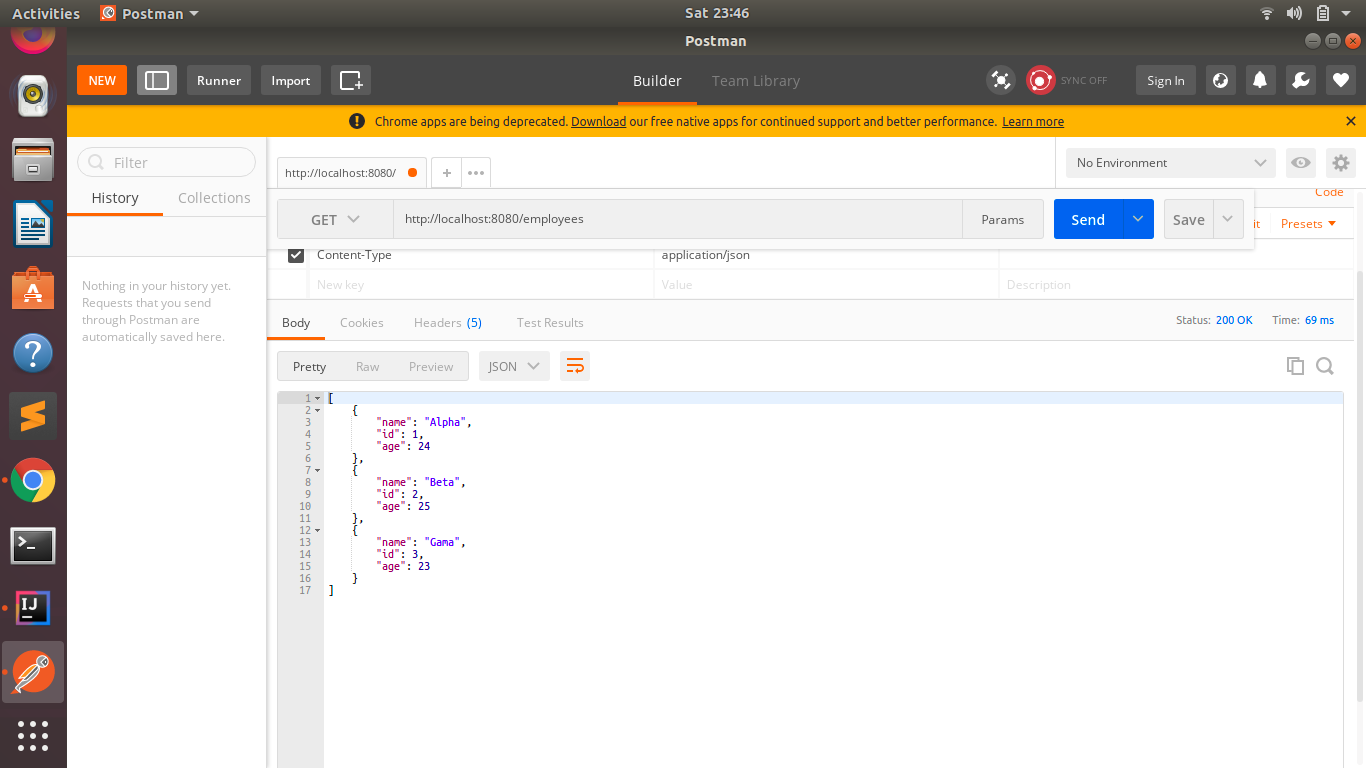 Activities Postman Sat 23:46
Postman
NEW Runner Import Builder Team Library SYNC OFF Sign In
Chrome apps are being deprecated. Download our free native apps for continued support and better performance. Learn more
Filter
History Collections
Nothing in your history yet.
Requests that you send
through Postman are
automatically saved here.
http://localhost:8080/ + ••• No Environment
Code
GET http://localhost:8080/employees Params Send Save it Presets
Content-Type application/json
New key Value Description
Body Cookies Headers (5) Test Results Status: 200 OK Time: 69 ms
Pretty Raw Preview JSON
1 [
2 {
3 "name": "Alpha",
4 "id": 1,
5 "age": 24
6 },
7 {
8 "name": "Beta",
9 "id": 2,
10 "age": 25
11 },
12 {
13 "name": "Gama",
14 "id": 3,
15 "age": 23
16 }
17 ]
IJ